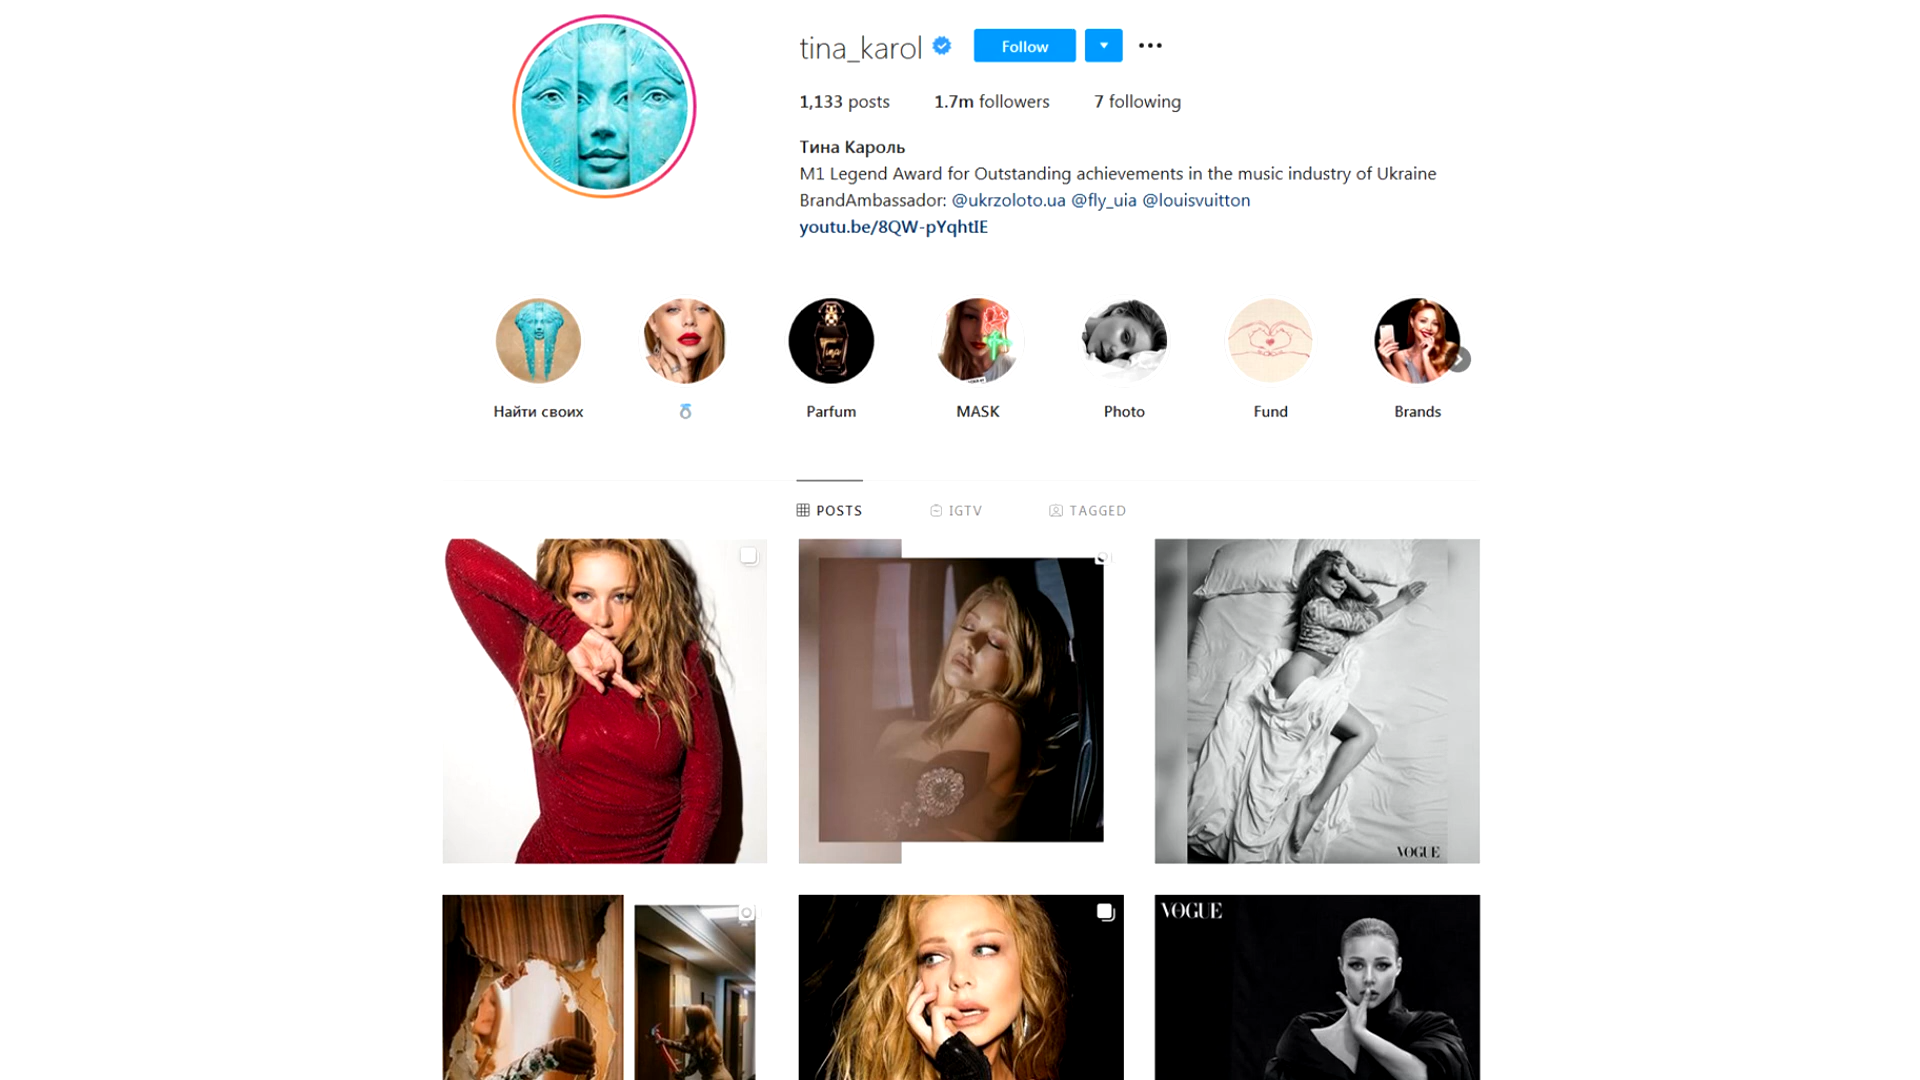 tina_karol Follow
1,133 posts 1.7m followers 7 following
Тина Кароль
M1 Legend Award for Outstanding achievements in the music industry of Ukraine
BrandAmbassador: @ukrzoloto.ua @fly_uia @louisvuitton
youtu.be/8QW-pYqhtIE
Tina
Найти своих Parfum MASK Photo Fund Brands
POSTS IGTV TAGGED
VOGUE
VOGUE